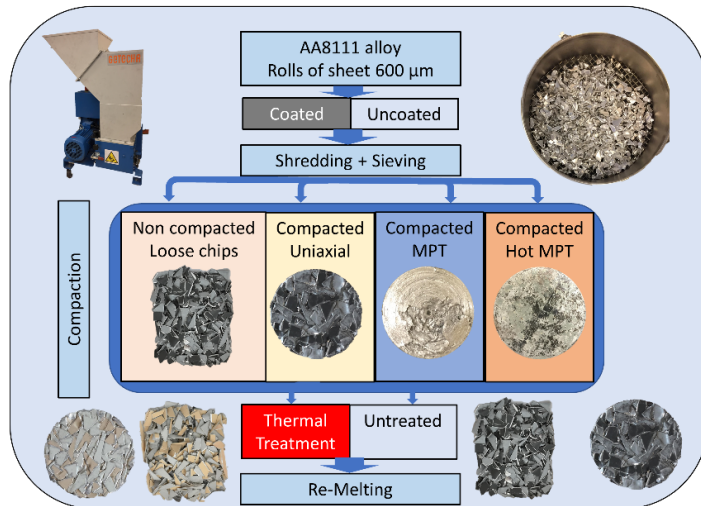 AA8111 alloy
Rolls of sheet 600 µm
Coated
Uncoated
Shredding + Sieving
Compaction
Non compacted
Loose chips
Compacted
Uniaxial
Compacted
MPT
Compacted
Hot MPT
Thermal
Treatment
Untreated
Re-Melting